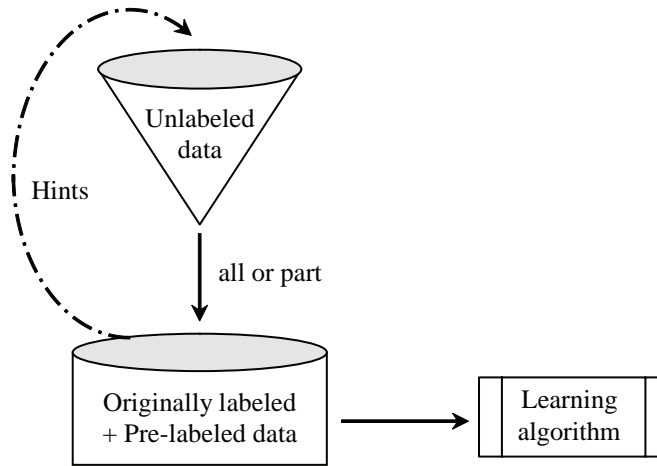 Unlabeled
data
Hints
all or part
Originally labeled
+ Pre-labeled data
Learning
algorithm